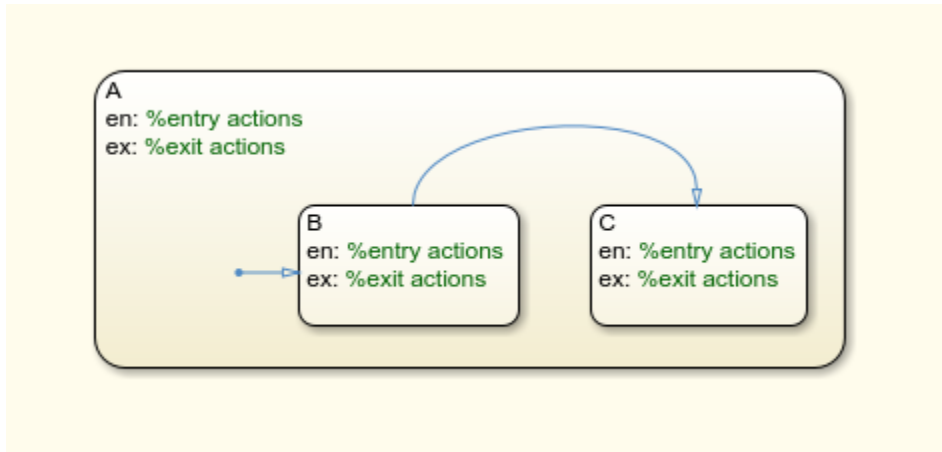 A
en: %entry actions
ex: %exit actions
B
en: %entry actions
ex: %exit actions
C
en: %entry actions
ex: %exit actions